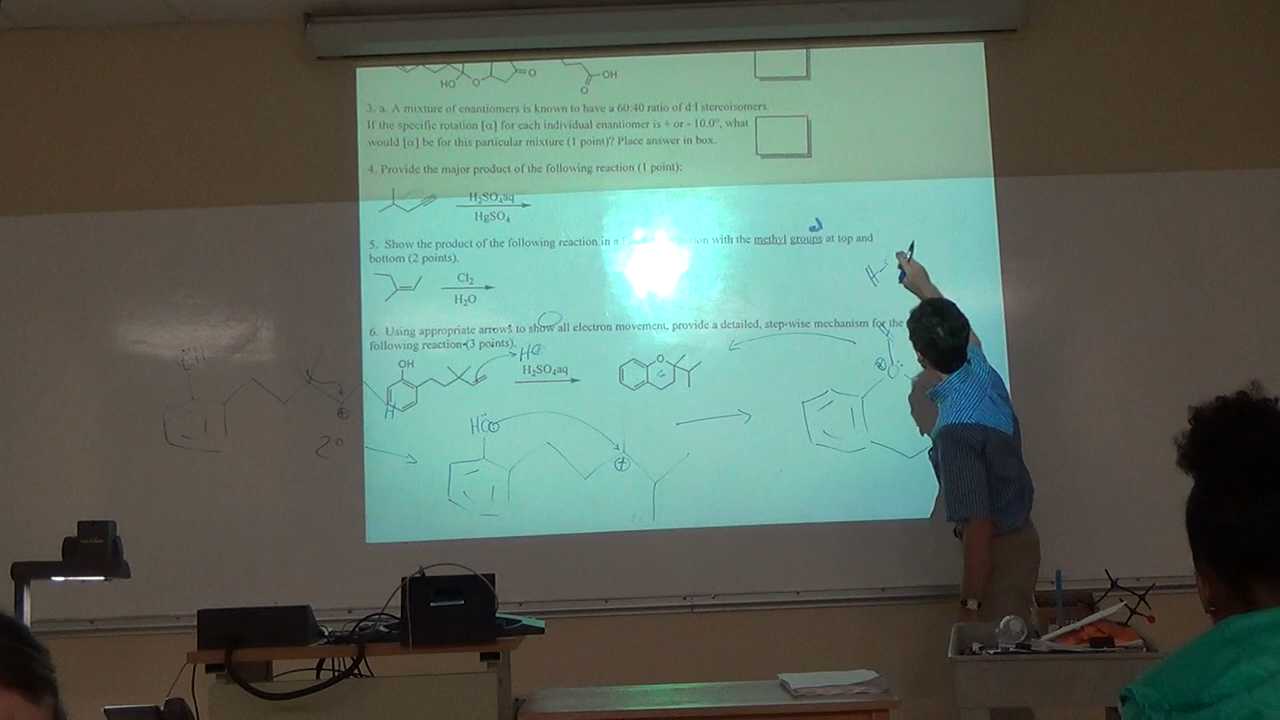 HO O O O OH
3. a. A mixture of enantiomers is known to have a 60:40 ratio of d:l stereoisomers.
If the specific rotation [α] for each individual enantiomer is + or - 10.0°, what
would [α] be for this particular mixture (1 point)? Place answer in box.
4. Provide the major product of the following reaction (1 point):
H₂SO₄aq
HgSO₄
5. Show the product of the following reaction in a with the methyl groups at top and
bottom (2 points).
Cl₂
H₂O
6. Using appropriate arrows to show all electron movement, provide a detailed, step-wise mechanism for the
following reaction (3 points).
OH
H₂SO₄aq
O
H
⊕
2°
HO
⊕
H
⊕ O: